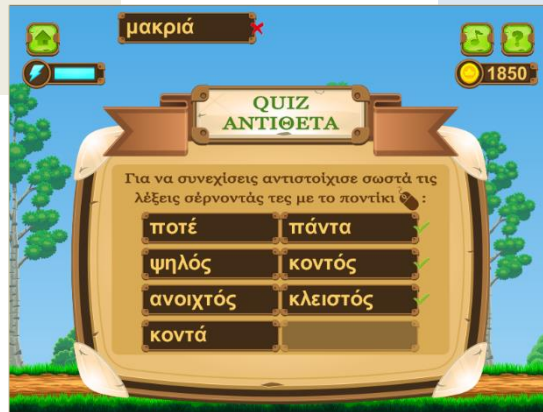 μακριά
1850
QUIZ
ΑΝΤΙΘΕΤΑ
Για να συνεχίσεις αντιστοίχισε σωστά τις
λέξεις σέρνοντάς τες με το ποντίκι :
ποτέ πάντα
ψηλός κοντός
ανοιχτός κλειστός
κοντά